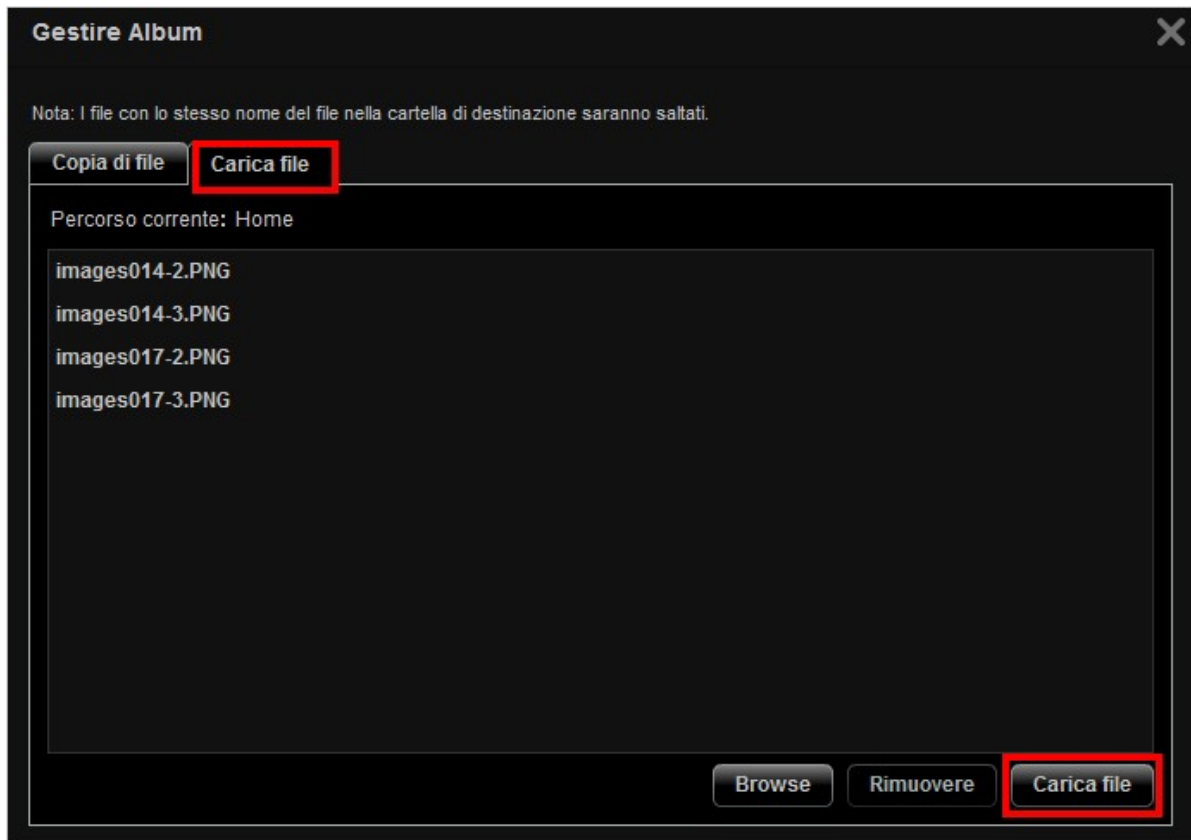 Gestire Album
Nota: I file con lo stesso nome del file nella cartella di destinazione saranno saltati.
Copia di file
Carica file
Percorso corrente: Home
images014-2.PNG
images014-3.PNG
images017-2.PNG
images017-3.PNG
Browse
Rimuovere
Carica file